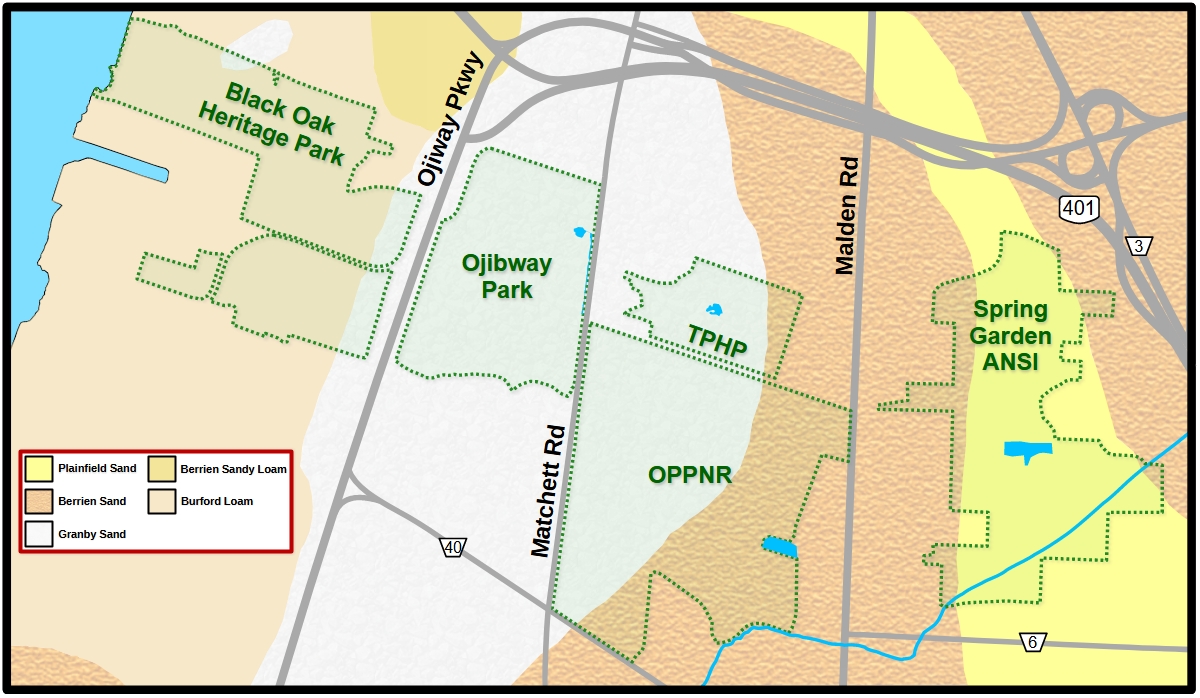 Black Oak
Heritage Park
Ojiway Pkwy
Malden Rd
401
3
Ojibway
Park
TPHP
Spring
Garden
ANSI
OPPNR
Matchett Rd
40
6
Plainfield Sand
Berrien Sandy Loam
Berrien Sand
Burford Loam
Granby Sand